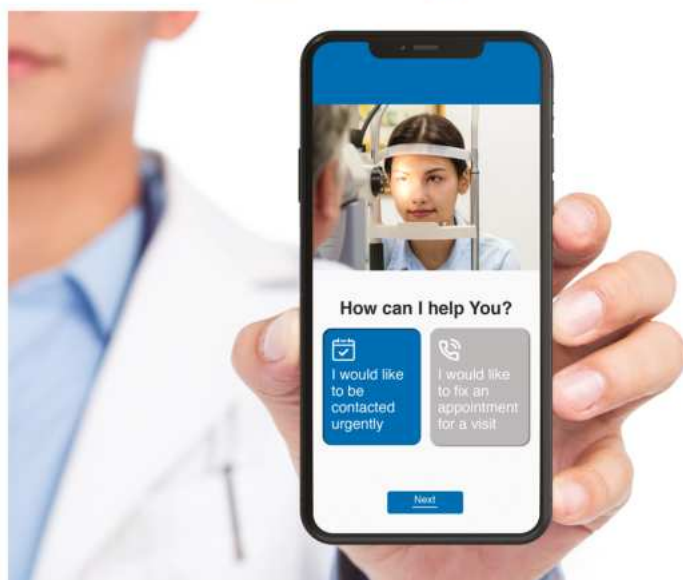 How can I help You?
I would like
to be
contacted
urgently
I would like
to fix an
appointment
for a visit
Next